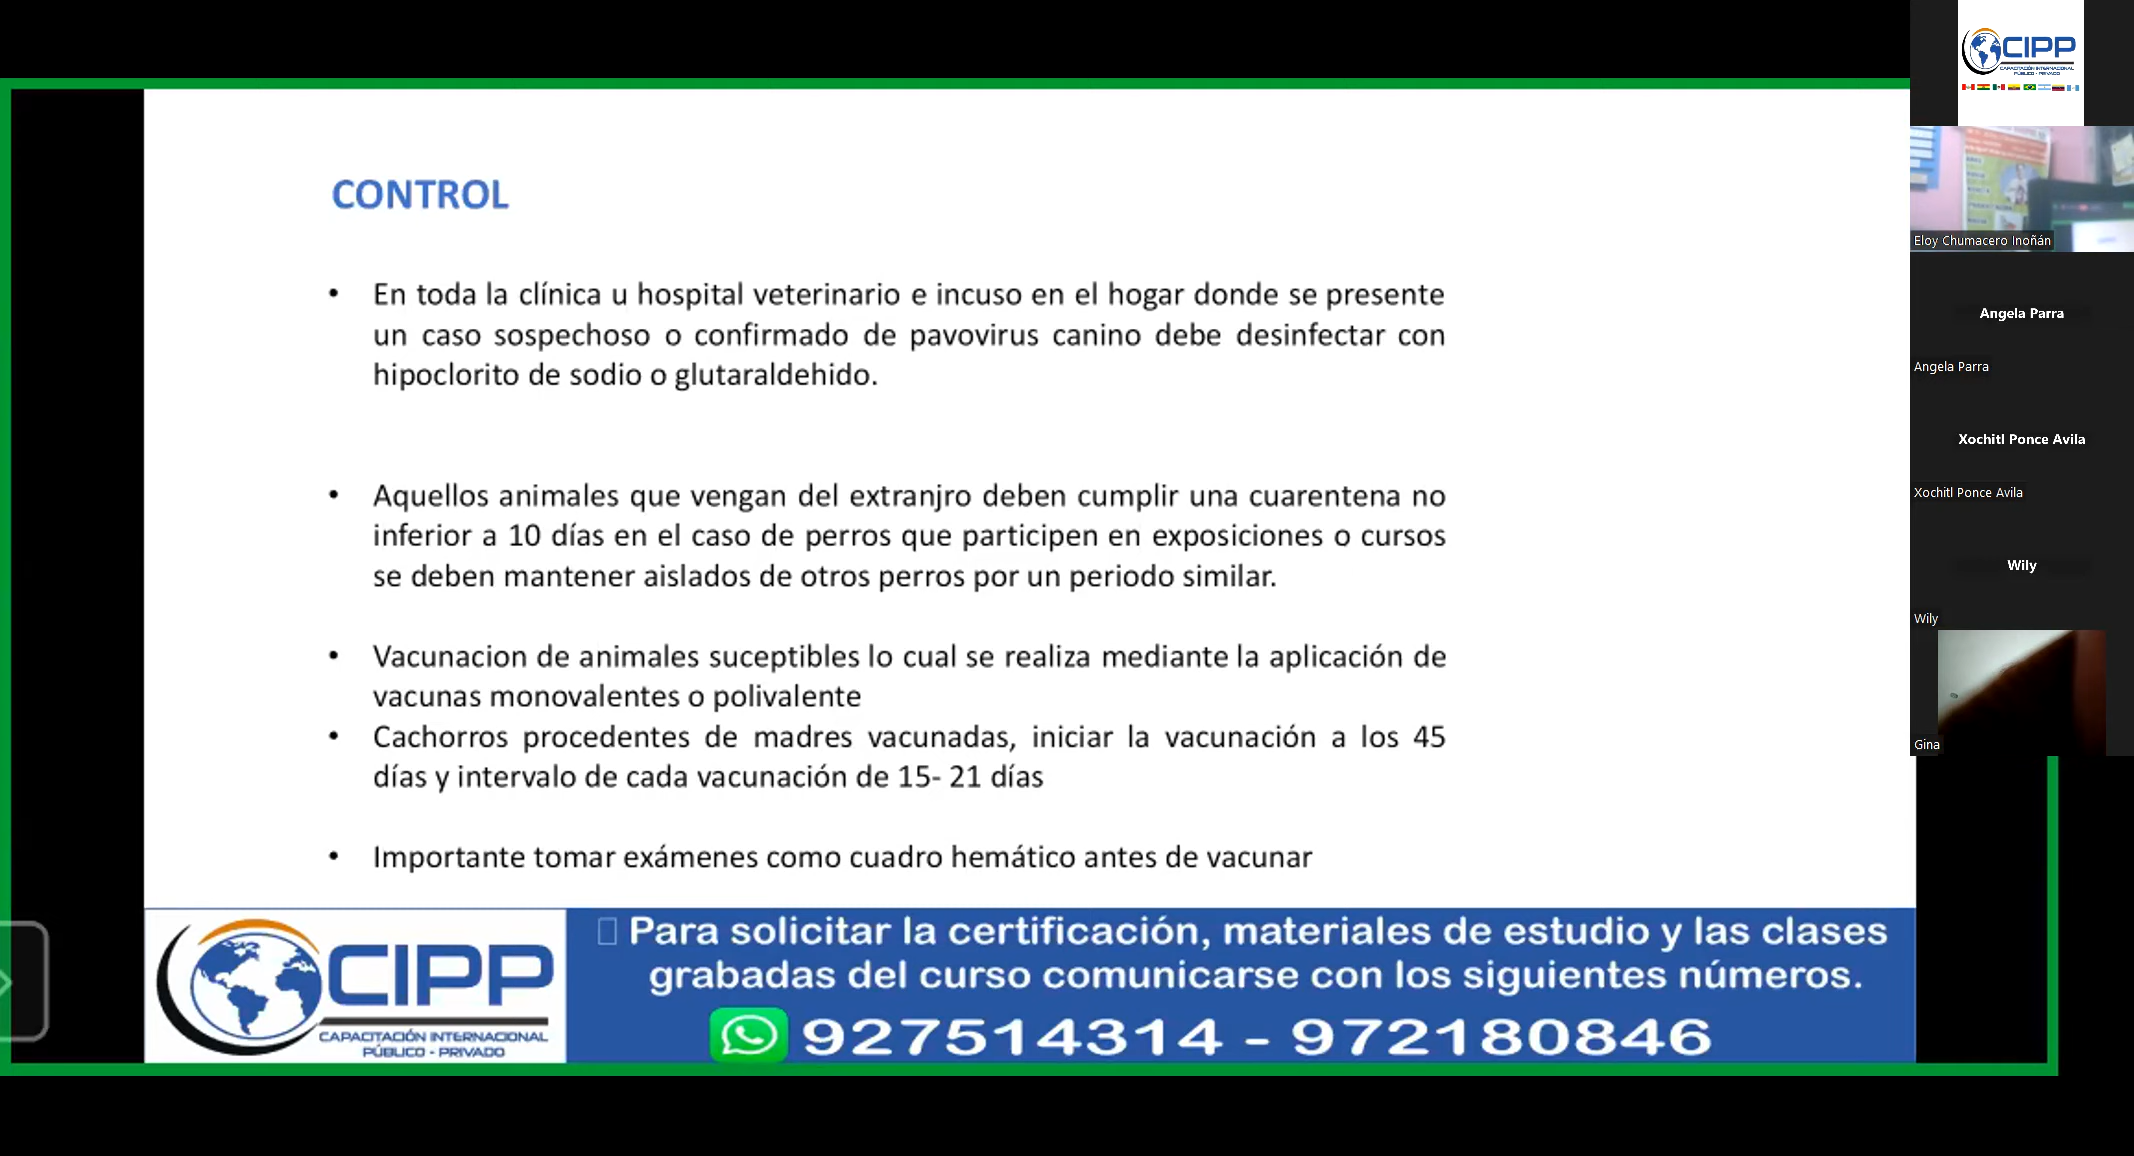 CONTROL
• En toda la clínica u hospital veterinario e incuso en el hogar donde se presente
un caso sospechoso o confirmado de pavovirus canino debe desinfectar con
hipoclorito de sodio o glutaraldehido.
• Aquellos animales que vengan del extranjro deben cumplir una cuarentena no
inferior a 10 días en el caso de perros que participen en exposiciones o cursos
se deben mantener aislados de otros perros por un periodo similar.
• Vacunacion de animales suceptibles lo cual se realiza mediante la aplicación de
vacunas monovalentes o polivalente
• Cachorros procedentes de madres vacunadas, iniciar la vacunación a los 45
días y intervalo de cada vacunación de 15- 21 días
• Importante tomar exámenes como cuadro hemático antes de vacunar
CIPP
CAPACITACIÓN INTERNACIONAL
PÚBLICO - PRIVADO
Para solicitar la certificación, materiales de estudio y las clases
grabadas del curso comunicarse con los siguientes números.
927514314 - 972180846
CIPP
CAPACITACIÓN INTERNACIONAL
PÚBLICO - PRIVADO
Eloy Chumacero Inoñán
Angela Parra
Angela Parra
Xochitl Ponce Avila
Xochitl Ponce Avila
Wily
Wily
Gina